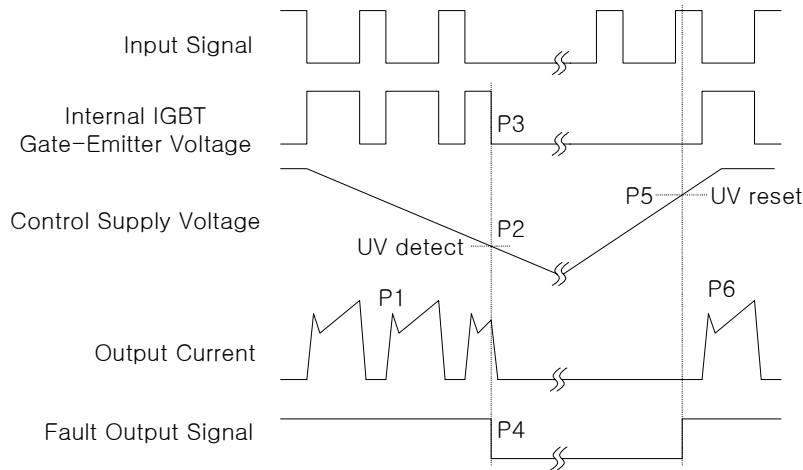 Input Signal
Internal IGBT
Gate-Emitter Voltage
P3
P5
UV reset
Control Supply Voltage
P2
UV detect
P1
P6
Output Current
Fault Output Signal
P4